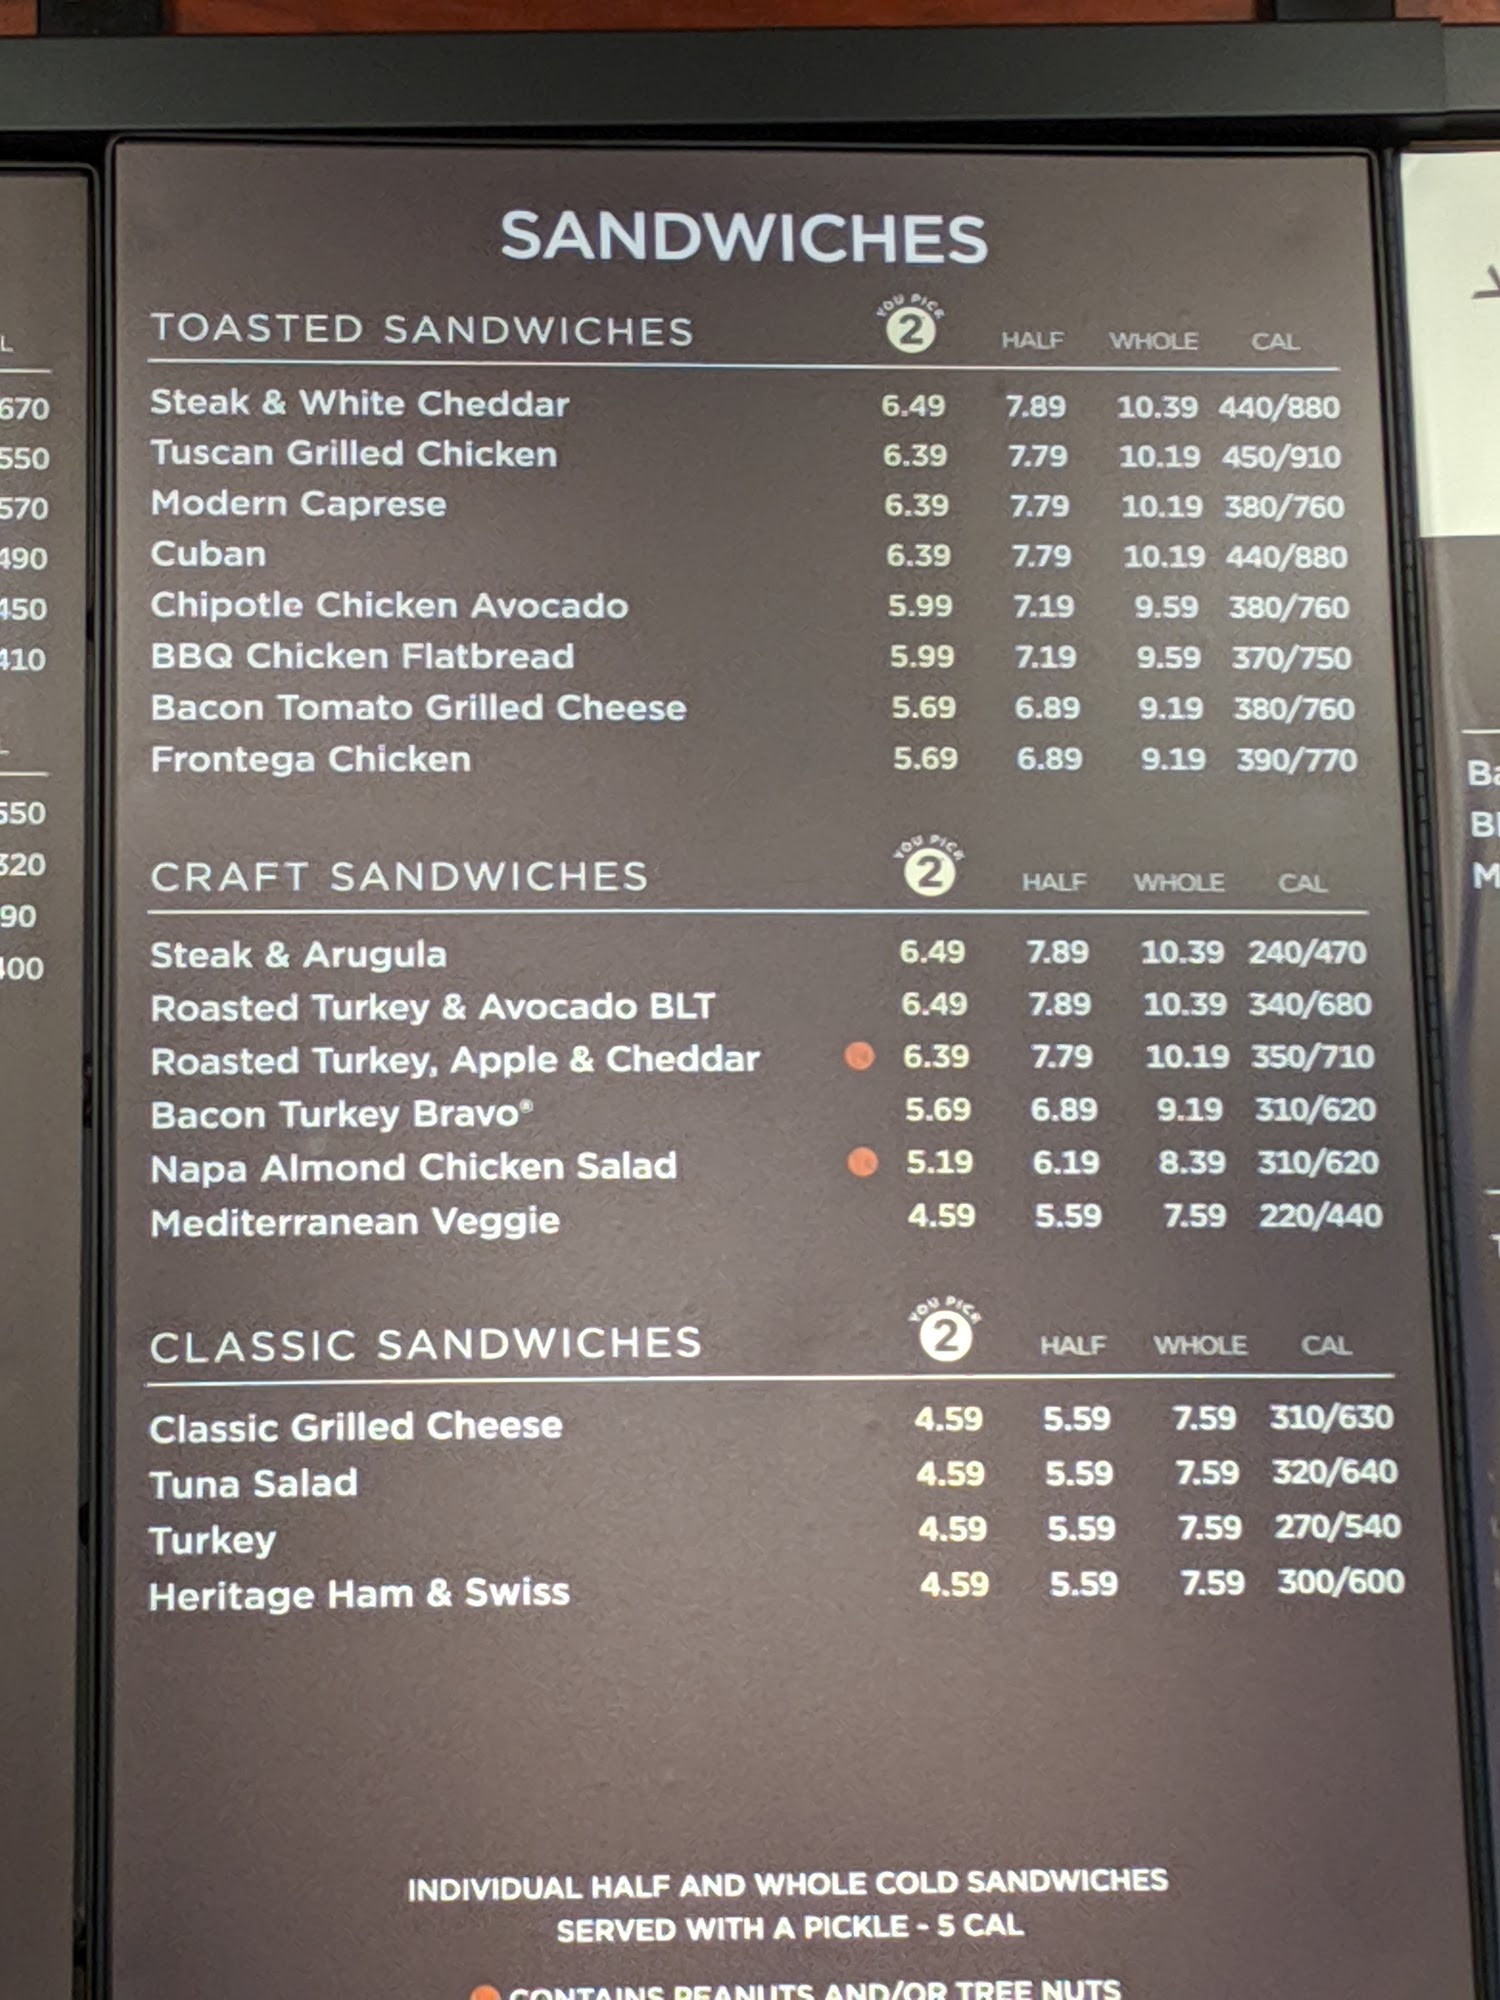 SANDWICHES
TOASTED SANDWICHES YOU PICK 2 HALF WHOLE CAL
Steak & White Cheddar 6.49 7.89 10.39 440/880
Tuscan Grilled Chicken 6.39 7.79 10.19 450/910
Modern Caprese 6.39 7.79 10.19 380/760
Cuban 6.39 7.79 10.19 440/880
Chipotle Chicken Avocado 5.99 7.19 9.59 380/760
BBQ Chicken Flatbread 5.99 7.19 9.59 370/750
Bacon Tomato Grilled Cheese 5.69 6.89 9.19 380/760
Frontega Chicken 5.69 6.89 9.19 390/770
CRAFT SANDWICHES YOU PICK 2 HALF WHOLE CAL
Steak & Arugula 6.49 7.89 10.39 240/470
Roasted Turkey & Avocado BLT 6.49 7.89 10.39 340/680
Roasted Turkey, Apple & Cheddar 6.39 7.79 10.19 350/710
Bacon Turkey Bravo® 5.69 6.89 9.19 310/620
Napa Almond Chicken Salad 5.19 6.19 8.39 310/620
Mediterranean Veggie 4.59 5.59 7.59 220/440
CLASSIC SANDWICHES YOU PICK 2 HALF WHOLE CAL
Classic Grilled Cheese 4.59 5.59 7.59 310/630
Tuna Salad 4.59 5.59 7.59 320/640
Turkey 4.59 5.59 7.59 270/540
Heritage Ham & Swiss 4.59 5.59 7.59 300/600
INDIVIDUAL HALF AND WHOLE COLD SANDWICHES
SERVED WITH A PICKLE - 5 CAL
CONTAINS PEANUTS AND/OR TREE NUTS